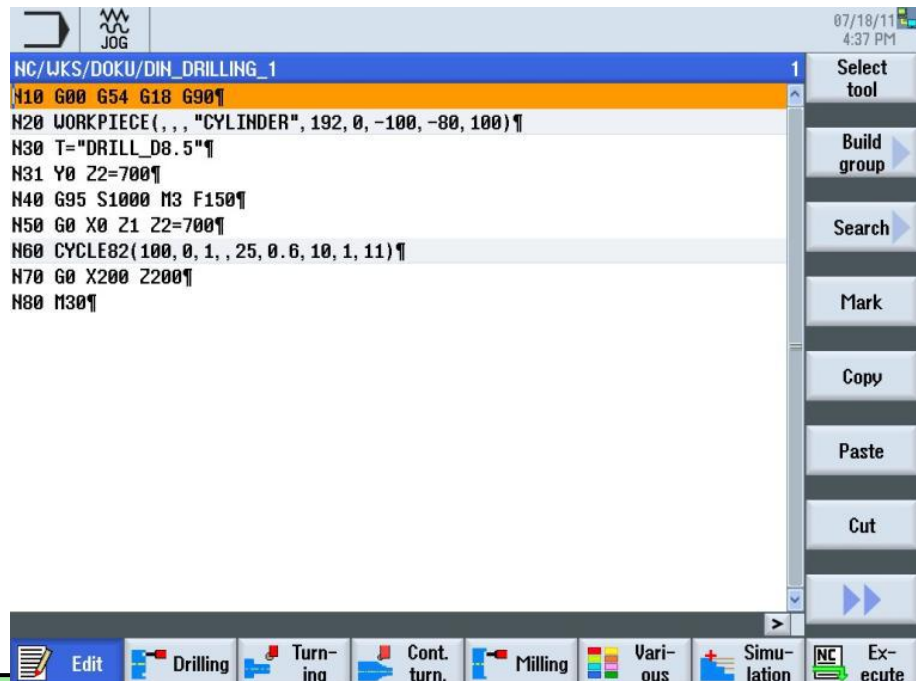 JOG
07/18/11
4:37 PM
NC/WKS/DOKU/DIN_DRILLING_1 1
N10 G00 G54 G18 G90¶
N20 WORKPIECE(,,,"CYLINDER",192,0,-100,-80,100)¶
N30 T="DRILL_D8.5"¶
N31 Y0 Z2=700¶
N40 G95 S1000 M3 F150¶
N50 G0 X0 Z1 Z2=700¶
N60 CYCLE82(100,0,1,,25,0.6,10,1,11)¶
N70 G0 X200 Z200¶
N80 M30¶
Select
tool
Build
group
Search
Mark
Copy
Paste
Cut
>
Edit
Drilling
Turn-
ing
Cont.
turn.
Milling
Vari-
ous
Simu-
lation
NC
Ex-
ecute